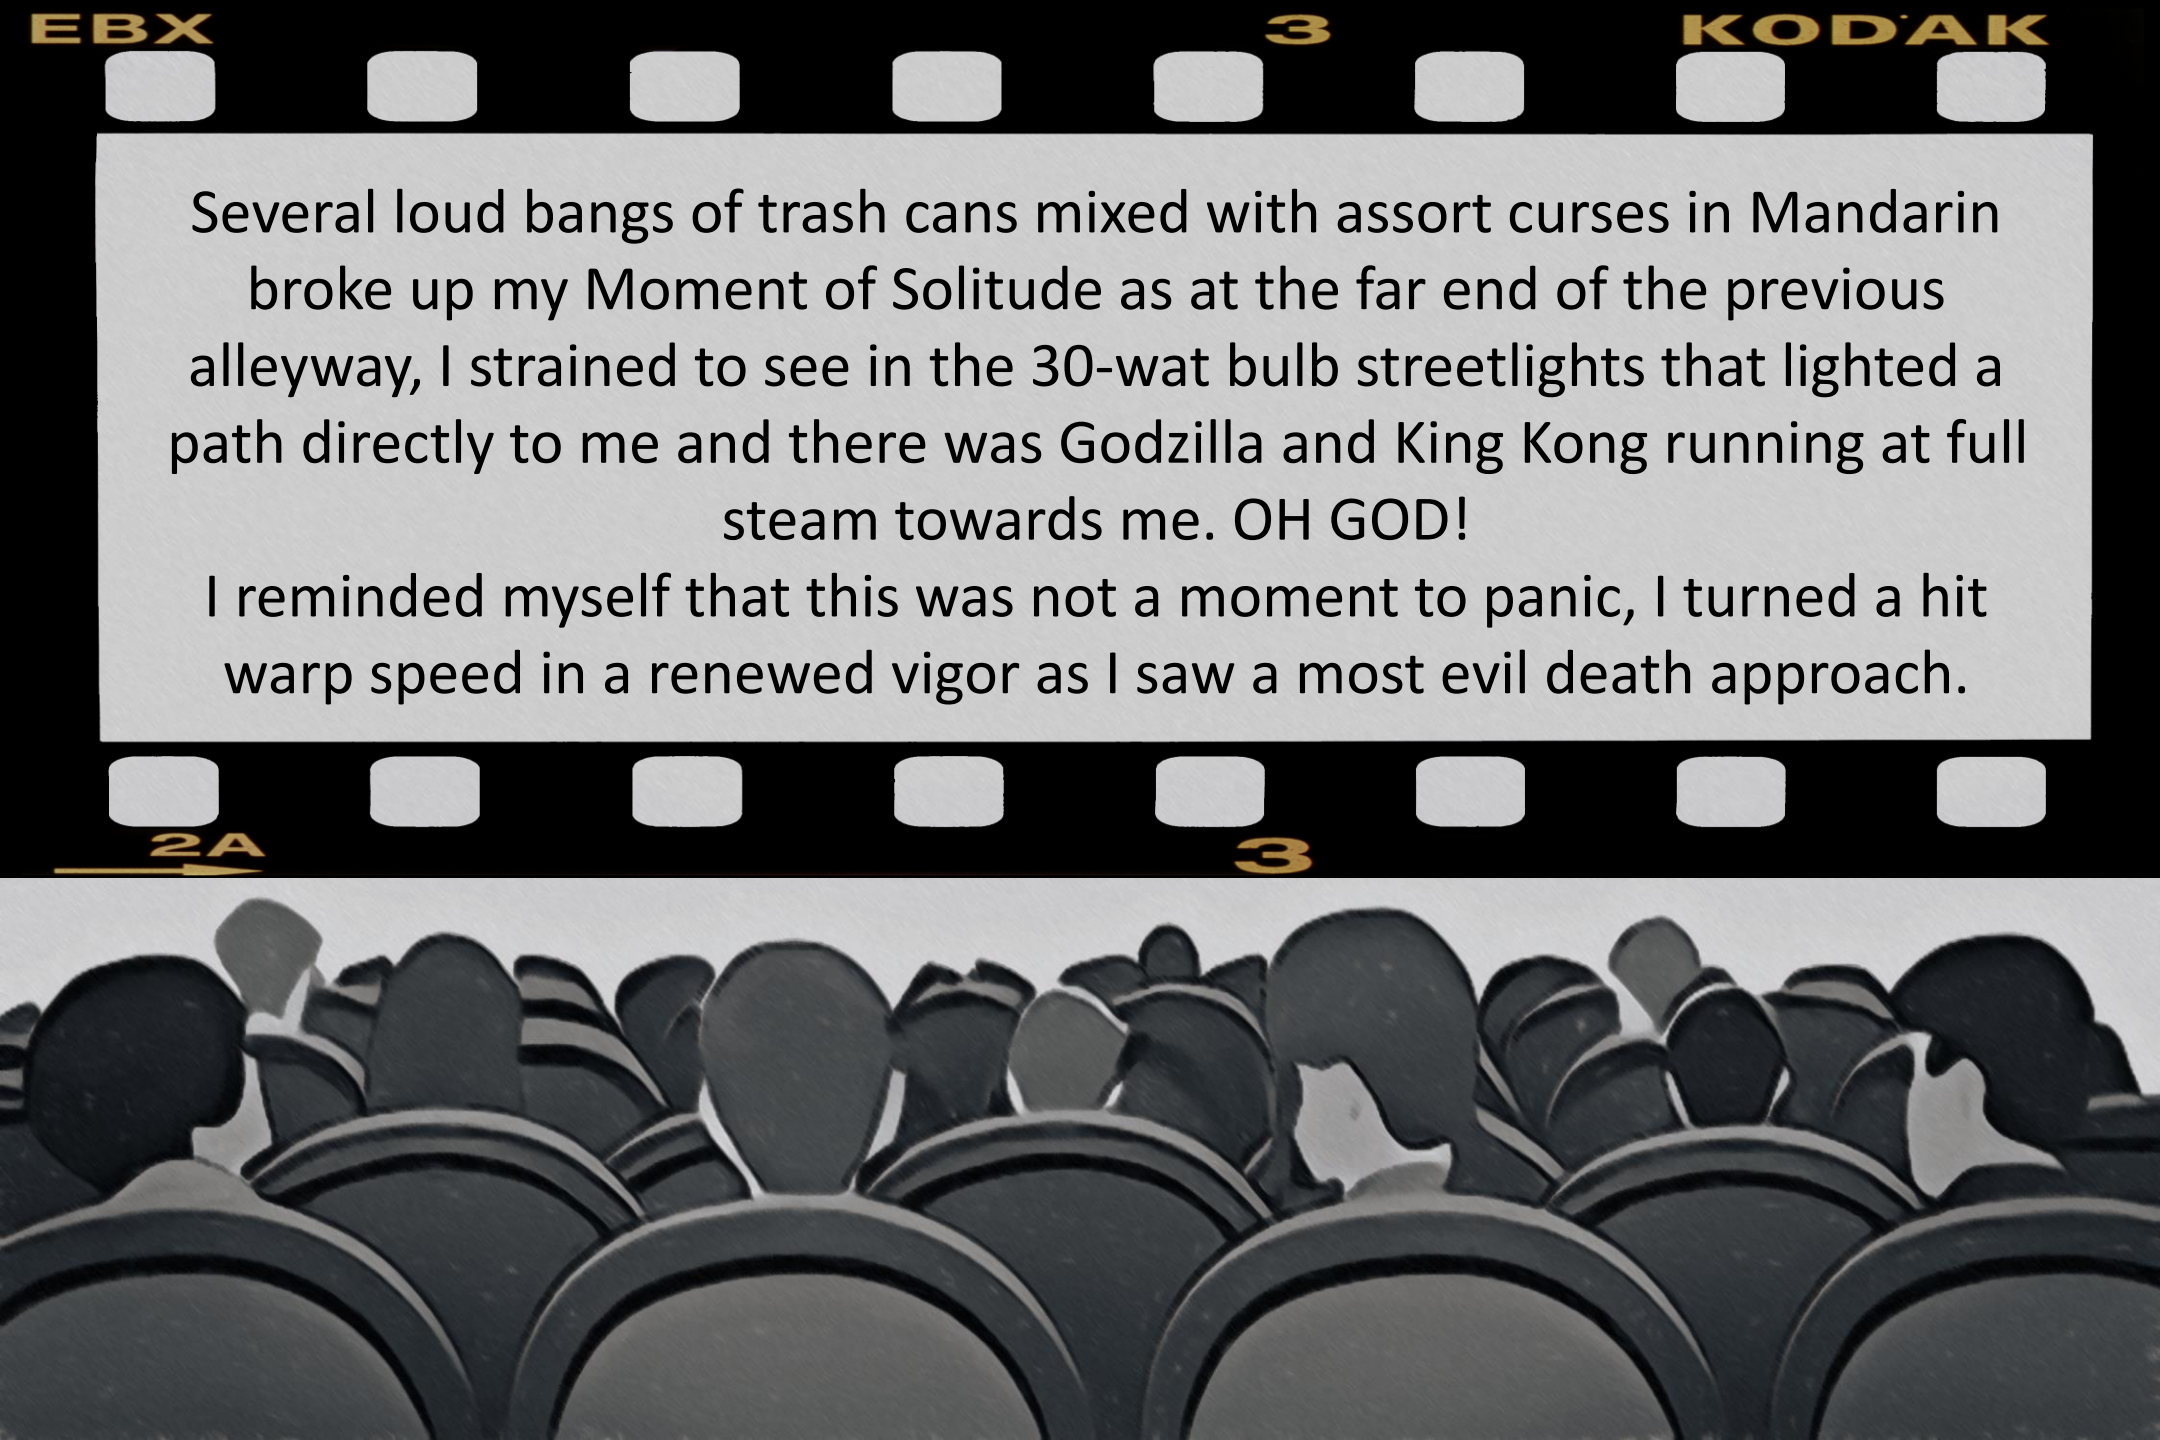 EBX 3 KODAK
Several loud bangs of trash cans mixed with assort curses in Mandarin
broke up my Moment of Solitude as at the far end of the previous
alleyway, I strained to see in the 30-wat bulb streetlights that lighted a
path directly to me and there was Godzilla and King Kong running at full
steam towards me. OH GOD!
I reminded myself that this was not a moment to panic, I turned a hit
warp speed in a renewed vigor as I saw a most evil death approach.
2A 3